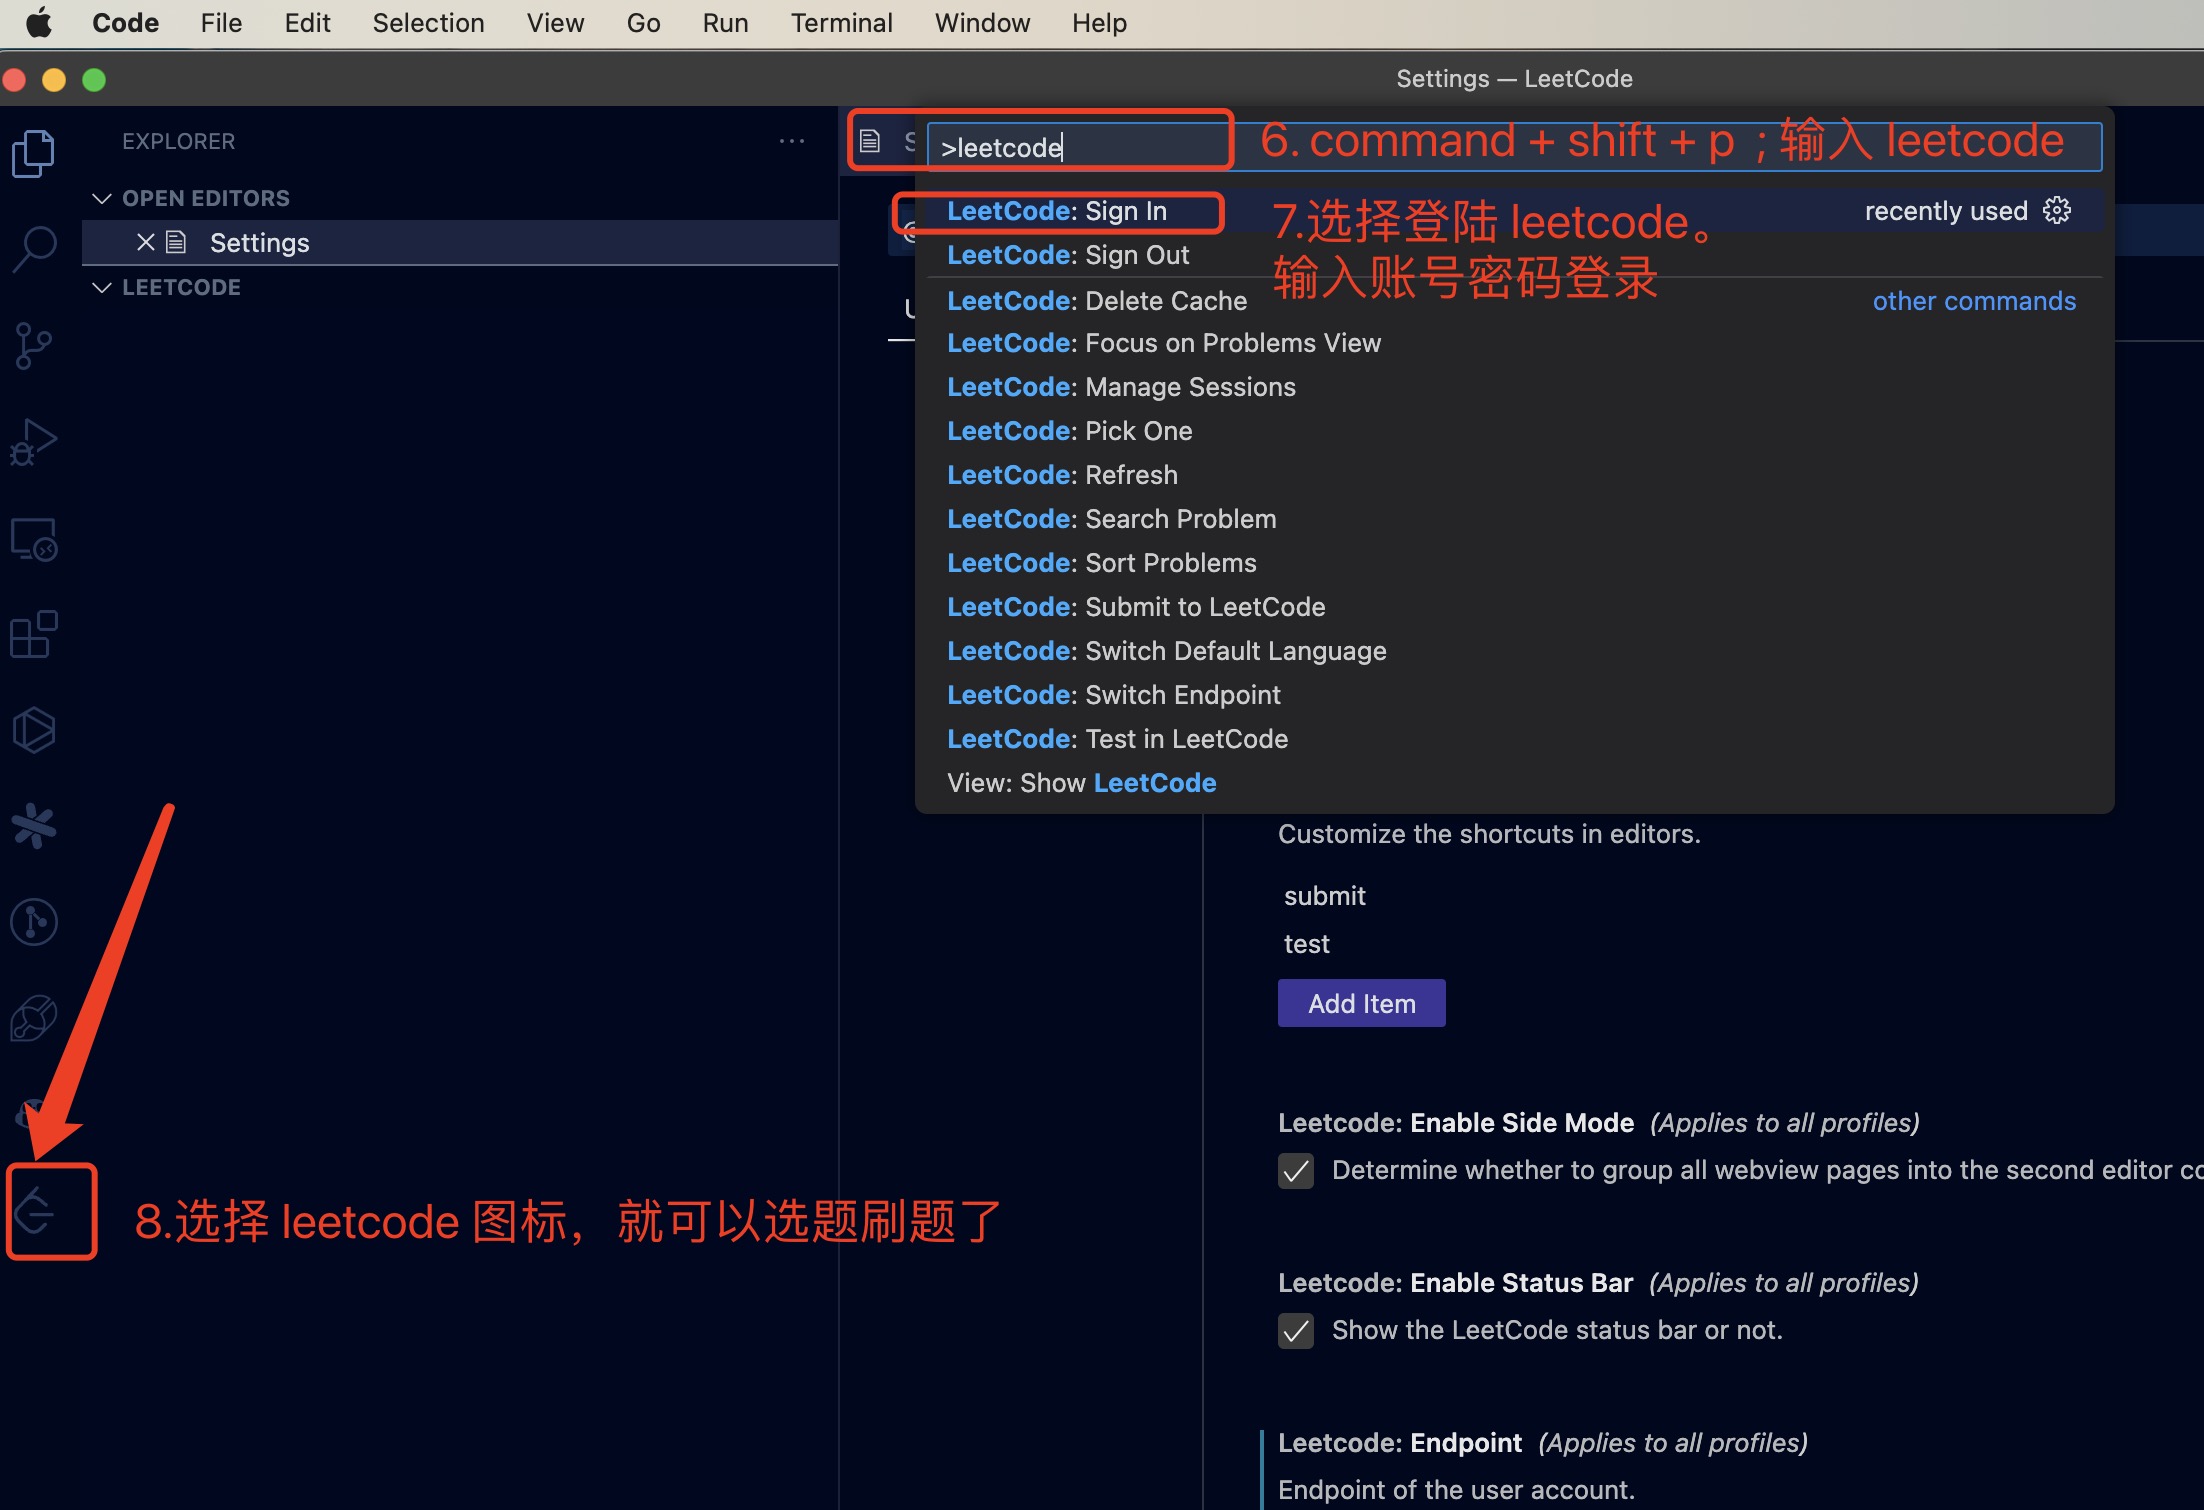 Code File Edit Selection View Go Run Terminal Window Help
Settings — LeetCode
EXPLORER
OPEN EDITORS
Settings
LEETCODE
>leetcode
6. command + shift + p ; 输入 leetcode
LeetCode: Sign In
recently used
7.选择登陆 leetcode。
输入账号密码登录
LeetCode: Sign Out
LeetCode: Delete Cache
other commands
LeetCode: Focus on Problems View
LeetCode: Manage Sessions
LeetCode: Pick One
LeetCode: Refresh
LeetCode: Search Problem
LeetCode: Sort Problems
LeetCode: Submit to LeetCode
LeetCode: Switch Default Language
LeetCode: Switch Endpoint
LeetCode: Test in LeetCode
View: Show LeetCode
Customize the shortcuts in editors.
submit
test
Add Item
Leetcode: Enable Side Mode (Applies to all profiles)
Determine whether to group all webview pages into the second editor
8.选择 leetcode 图标，就可以选题刷题了
Leetcode: Enable Status Bar (Applies to all profiles)
Show the LeetCode status bar or not.
Leetcode: Endpoint (Applies to all profiles)
Endpoint of the user account.